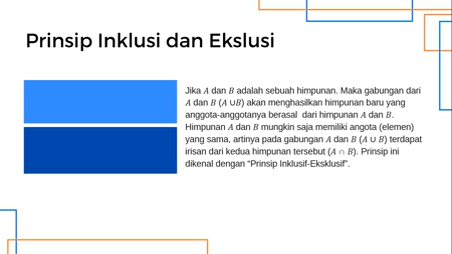 Prinsip Inklusi dan Ekslusi
Jika A dan B adalah sebuah himpunan. Maka gabungan dari
A dan B (A ∪B) akan menghasilkan himpunan baru yang
anggota-anggotanya berasal dari himpunan A dan B.
Himpunan A dan B mungkin saja memiliki angota (elemen)
yang sama, artinya pada gabungan A dan B (A ∪ B) terdapat
irisan dari kedua himpunan tersebut (A ∩ B). Prinsip ini
dikenal dengan “Prinsip Inklusif-Eksklusif”.